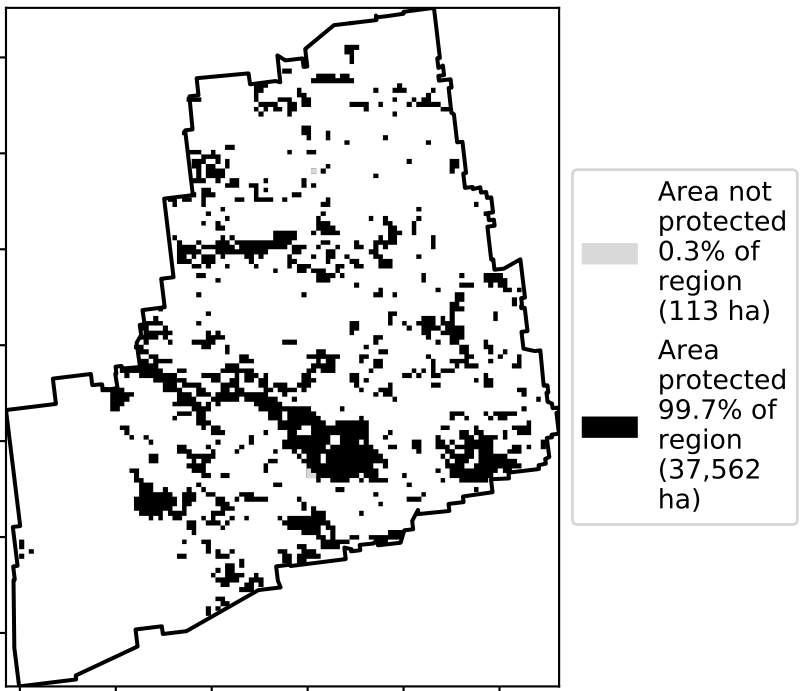 Area not
protected
0.3% of
region
(113 ha)
Area
protected
99.7% of
region
(37,562
ha)